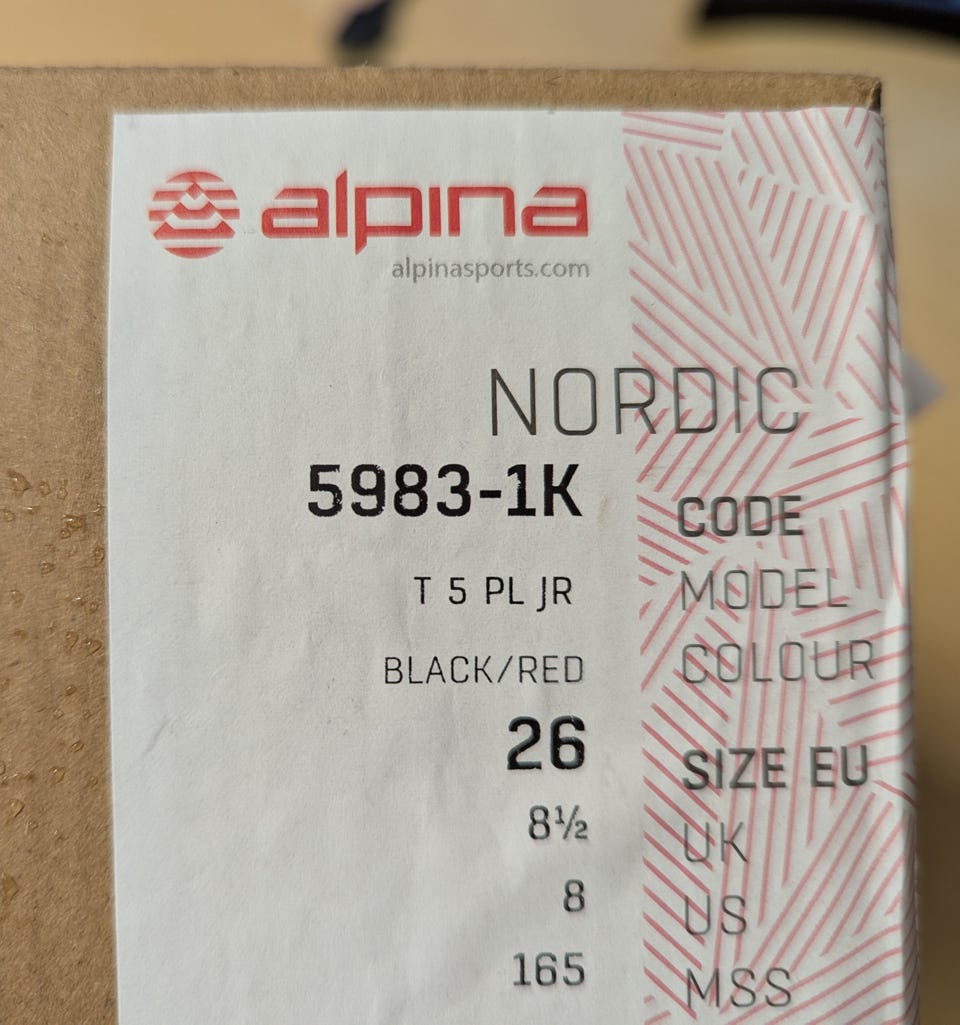 alpina
alpinasports.com
NORDIC
5983-1K CODE
T 5 PL JR MODEL
BLACK/RED COLOUR
26 SIZE EU
8½ UK
8 US
165 MSS